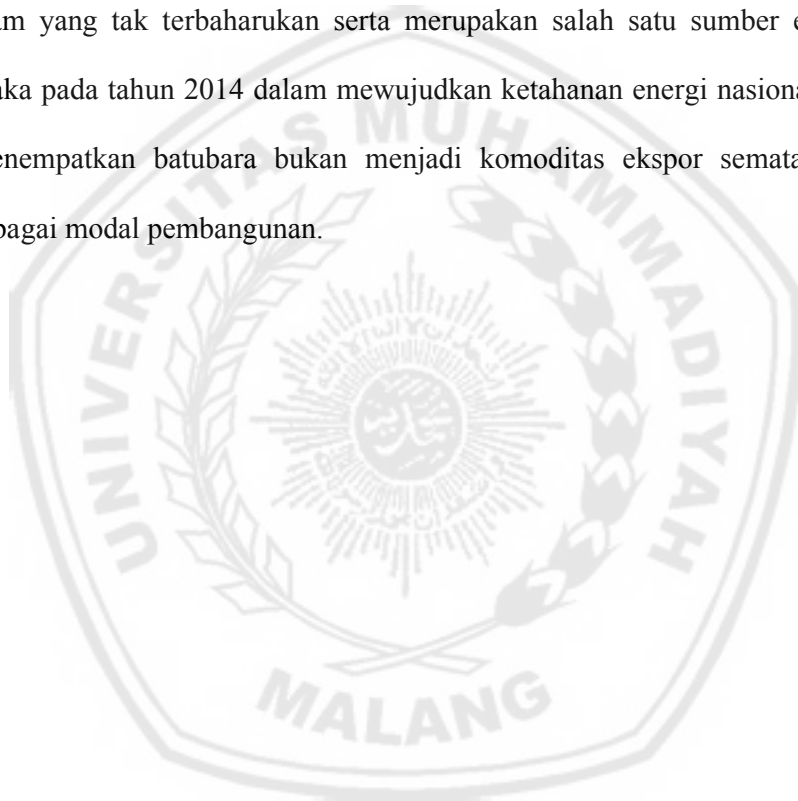 am yang tak terbaharukan serta merupakan salah satu sumber e
aka pada tahun 2014 dalam mewujudkan ketahanan energi nasiona
enempatkan batubara bukan menjadi komoditas ekspor semata
bagai modal pembangunan.
UNIVERSITAS MUHAMMADIYAH
MALANG